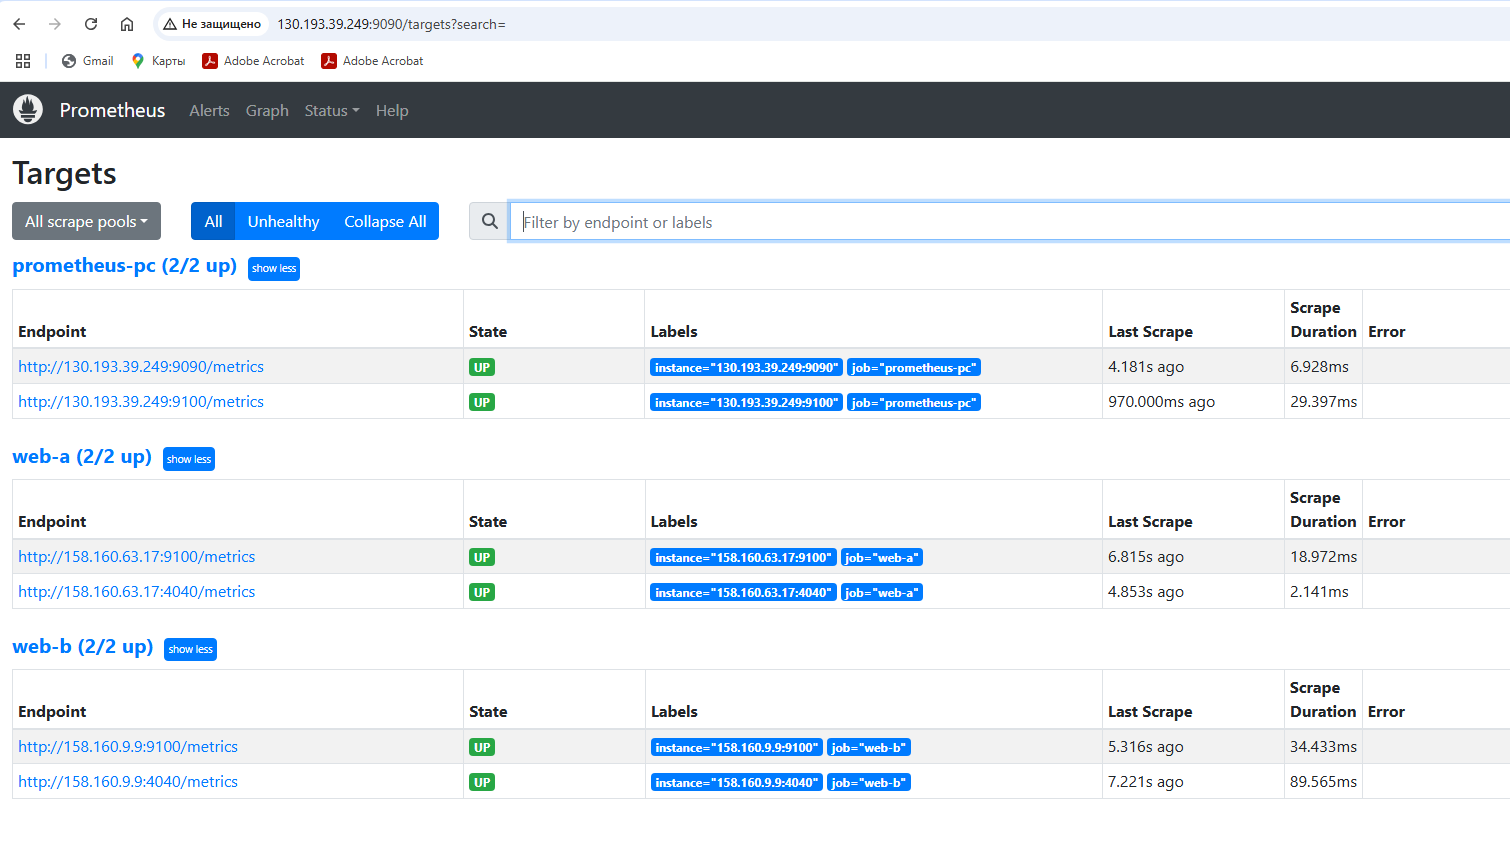 Не защищено 130.193.39.249:9090/targets?search=
Gmail Карты Adobe Acrobat Adobe Acrobat
Prometheus Alerts Graph Status Help
Targets
All scrape pools All Unhealthy Collapse All Filter by endpoint or labels
prometheus-pc (2/2 up) show less
Endpoint State Labels Last Scrape Scrape Duration Error
http://130.193.39.249:9090/metrics UP instance="130.193.39.249:9090" job="prometheus-pc" 4.181s ago 6.928ms
http://130.193.39.249:9100/metrics UP instance="130.193.39.249:9100" job="prometheus-pc" 970.000ms ago 29.397ms
web-a (2/2 up) show less
Endpoint State Labels Last Scrape Scrape Duration Error
http://158.160.63.17:9100/metrics UP instance="158.160.63.17:9100" job="web-a" 6.815s ago 18.972ms
http://158.160.63.17:4040/metrics UP instance="158.160.63.17:4040" job="web-a" 4.853s ago 2.141ms
web-b (2/2 up) show less
Endpoint State Labels Last Scrape Scrape Duration Error
http://158.160.9.9:9100/metrics UP instance="158.160.9.9:9100" job="web-b" 5.316s ago 34.433ms
http://158.160.9.9:4040/metrics UP instance="158.160.9.9:4040" job="web-b" 7.221s ago 89.565ms